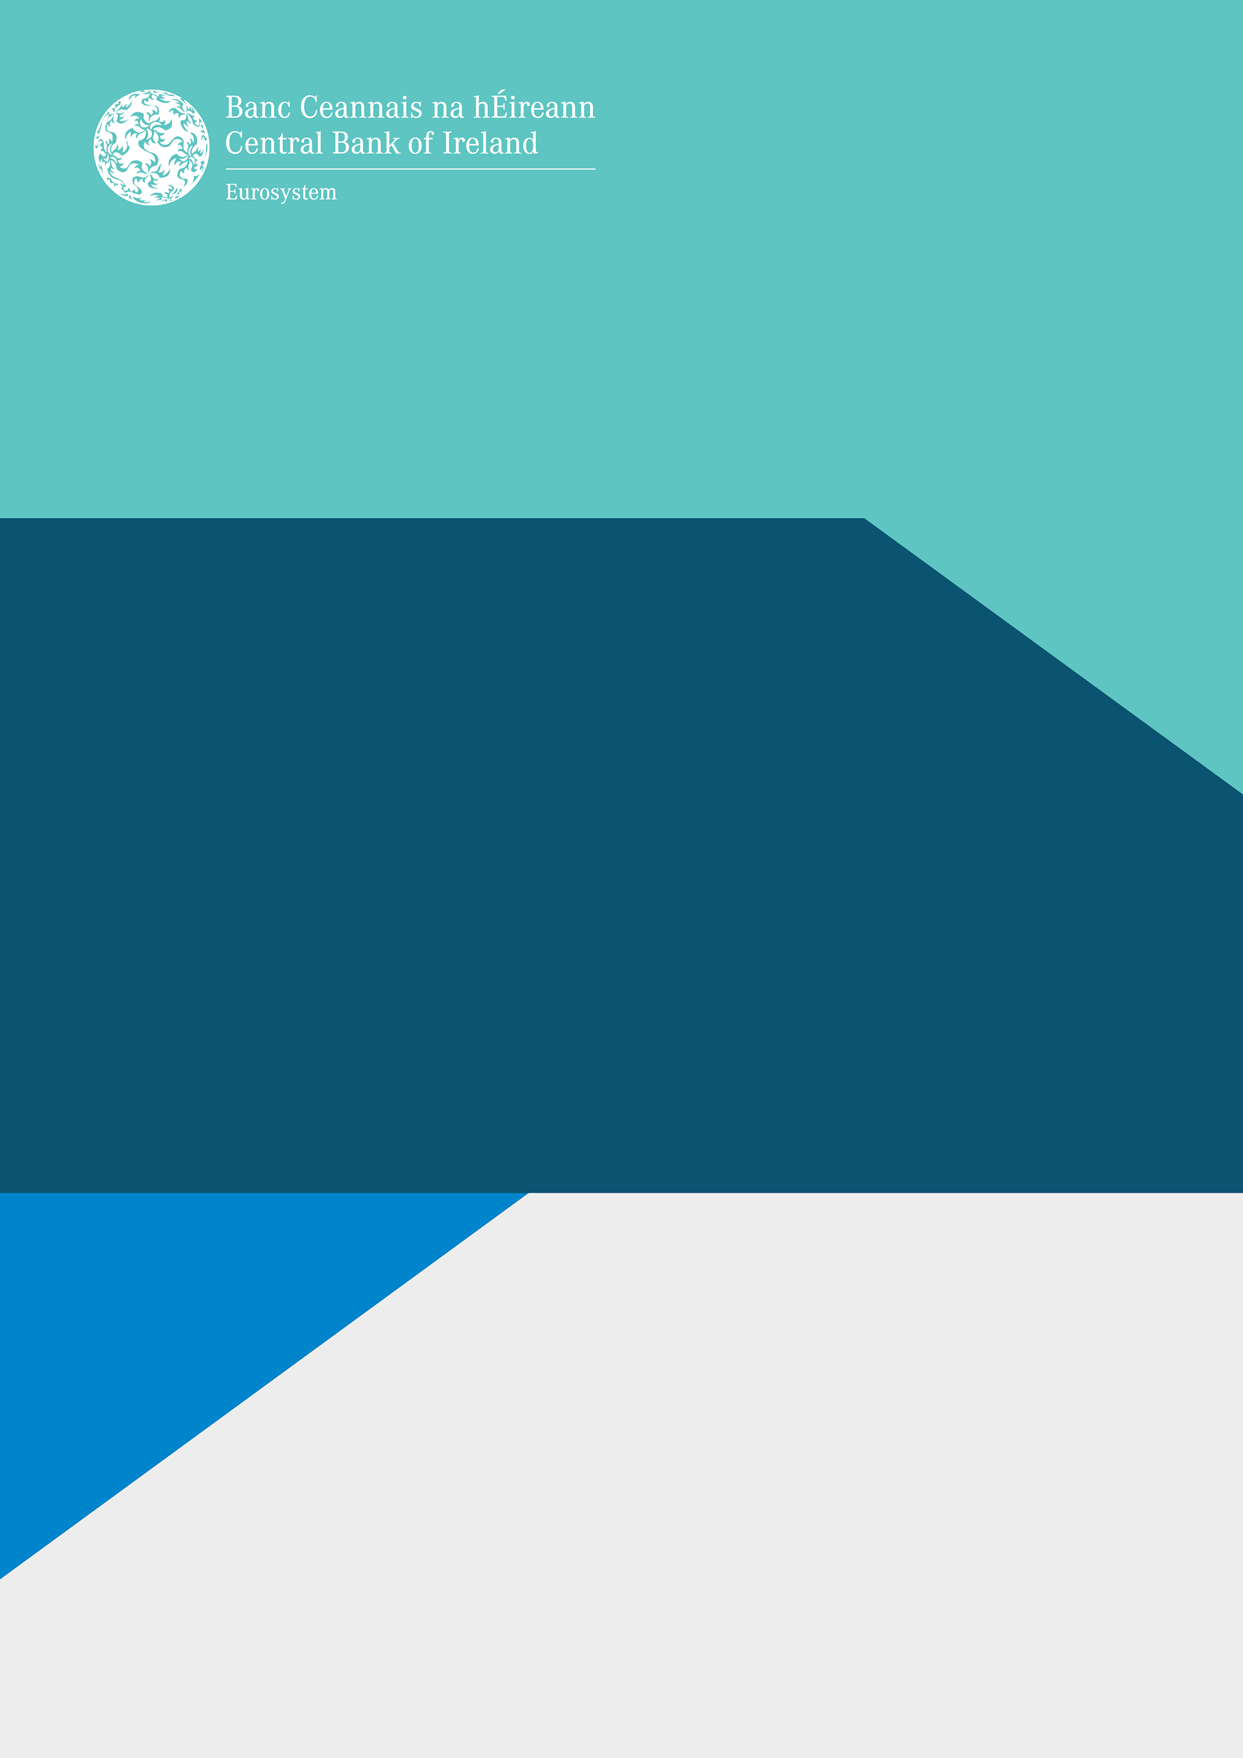 Banc Ceannais na hÉireann
Central Bank of Ireland
Eurosystem